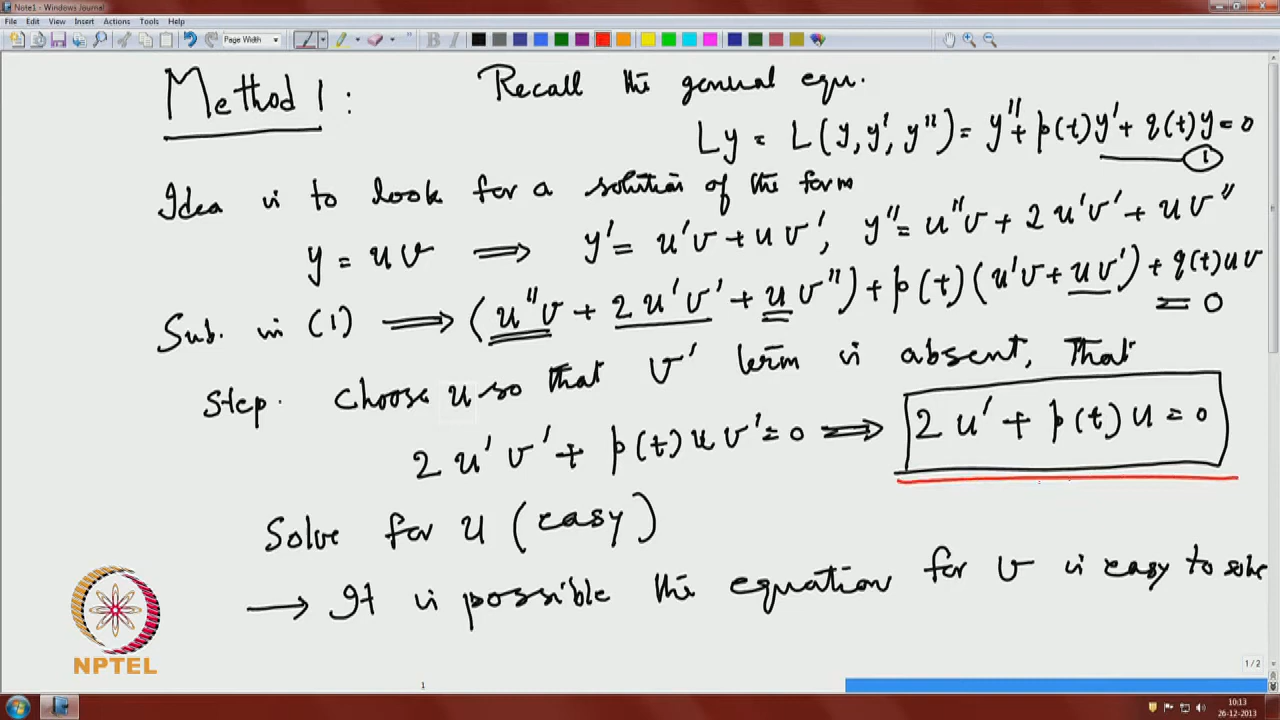 Note1 - Windows Journal
File Edit View Insert Actions Tools Help
Page Width
B I
Method 1: Recall the general equ.
Ly = L(y, y', y'') = y'' + p(t)y' + q(t)y = 0
1
Idea is to look for a solution of the form
y = uv ⟹ y' = u'v + uv', y'' = u''v + 2u'v' + uv''
Sub. in (1) ⟹ (u''v + 2u'v' + uv'') + p(t)(u'v + uv') + q(t)uv
= 0
Step. Choose u so that v' term is absent, that
2u'v' + p(t)uv' = 0 ⟹ 2u' + p(t)u = 0
Solve for u (easy)
→ It is possible the equation for v is easy to solve
NPTEL
1/2
1
10:13
26-12-2013